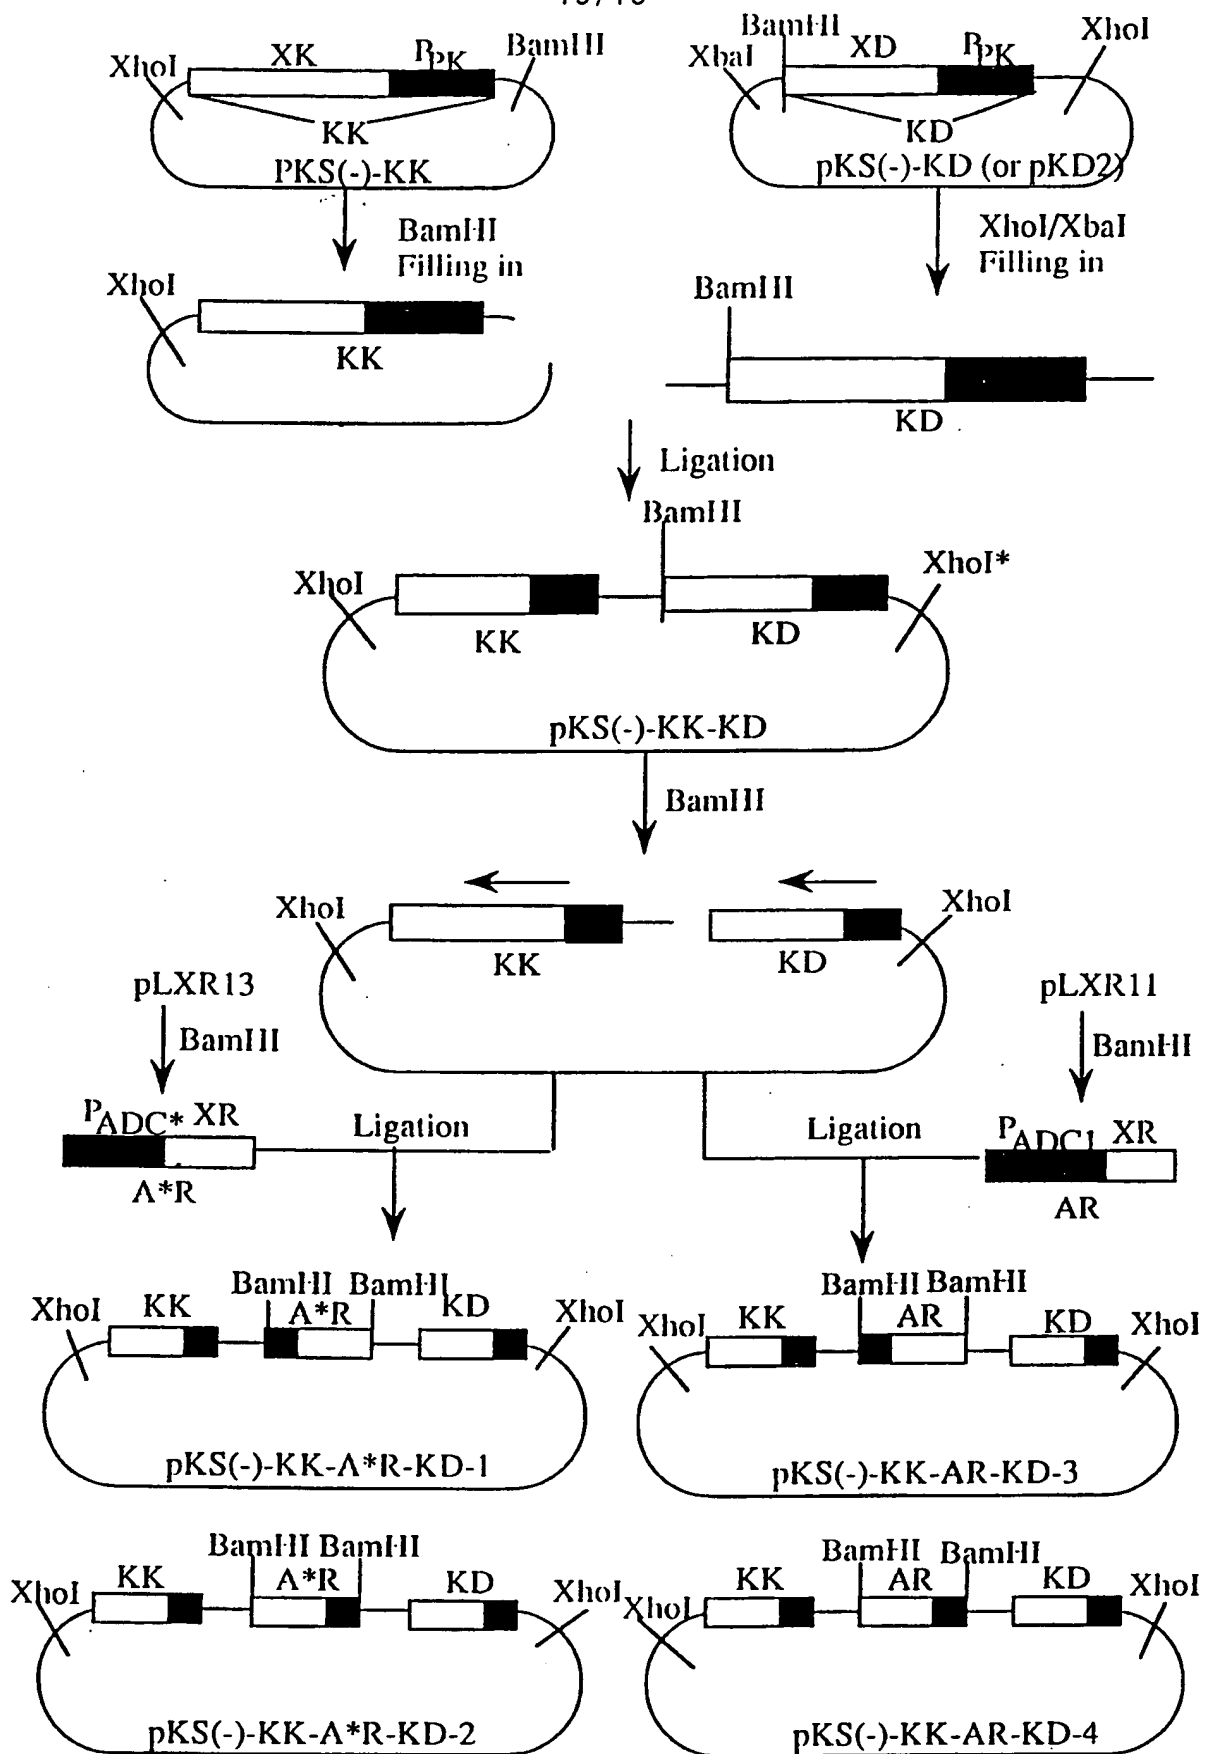 XhoI XK PPK BamHI
KK
PKS(-)-KK
XbaI BamHI XD PPK XhoI
KD
pKS(-)-KD (or pKD2)
BamHI
Filling in
XhoI/XbaI
Filling in
XhoI
KK
BamHI
KD
Ligation
BamHI
XhoI
XhoI*
KK
KD
pKS(-)-KK-KD
BamHI
XhoI
XhoI
KK
KD
pLXR13
BamHI
PADC* XR
A*R
Ligation
pLXR11
BamHI
PADC1 XR
AR
Ligation
BamHI BamHI
XhoI KK A*R KD XhoI
pKS(-)-KK-A*R-KD-1
BamHI BamHI
XhoI KK AR KD XhoI
pKS(-)-KK-AR-KD-3
BamHI BamHI
XhoI KK A*R KD XhoI
pKS(-)-KK-A*R-KD-2
BamHI BamHI
XhoI KK AR KD XhoI
pKS(-)-KK-AR-KD-4